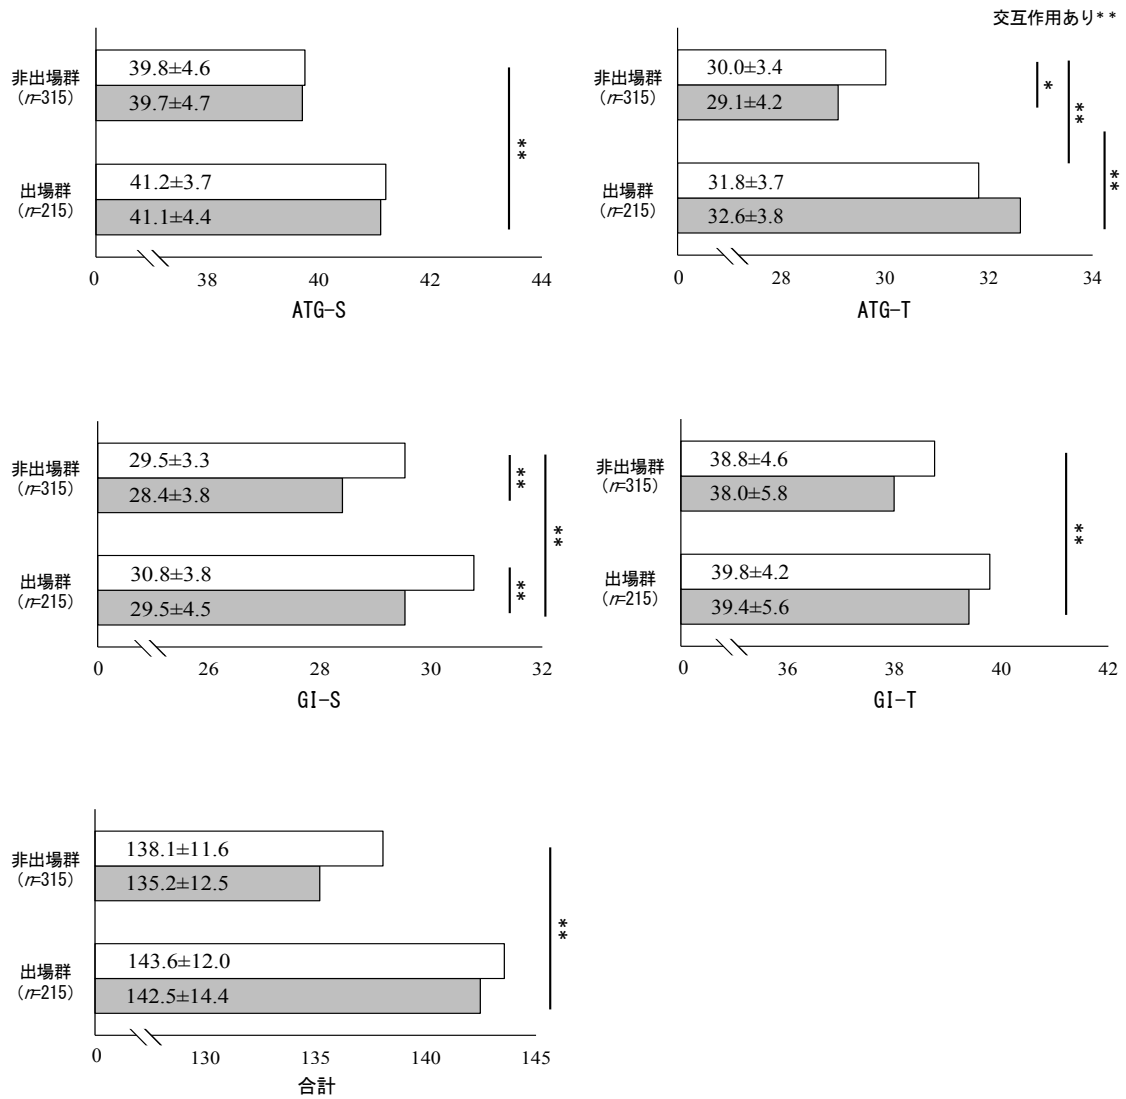 交互作用あり**
非出場群
(n=315)
39.8±4.6
39.7±4.7
**
出場群
(n=215)
41.2±3.7
41.1±4.4
0 38 40 42 44
ATG-S
非出場群
(n=315)
30.0±3.4
29.1±4.2
*
**
**
出場群
(n=215)
31.8±3.7
32.6±3.8
0 28 30 32 34
ATG-T
非出場群
(n=315)
29.5±3.3
28.4±3.8
**
**
出場群
(n=215)
30.8±3.8
29.5±4.5
**
0 26 28 30 32
GI-S
非出場群
(n=315)
38.8±4.6
38.0±5.8
**
出場群
(n=215)
39.8±4.2
39.4±5.6
0 36 38 40 42
GI-T
非出場群
(n=315)
138.1±11.6
135.2±12.5
**
出場群
(n=215)
143.6±12.0
142.5±14.4
0 130 135 140 145
合計